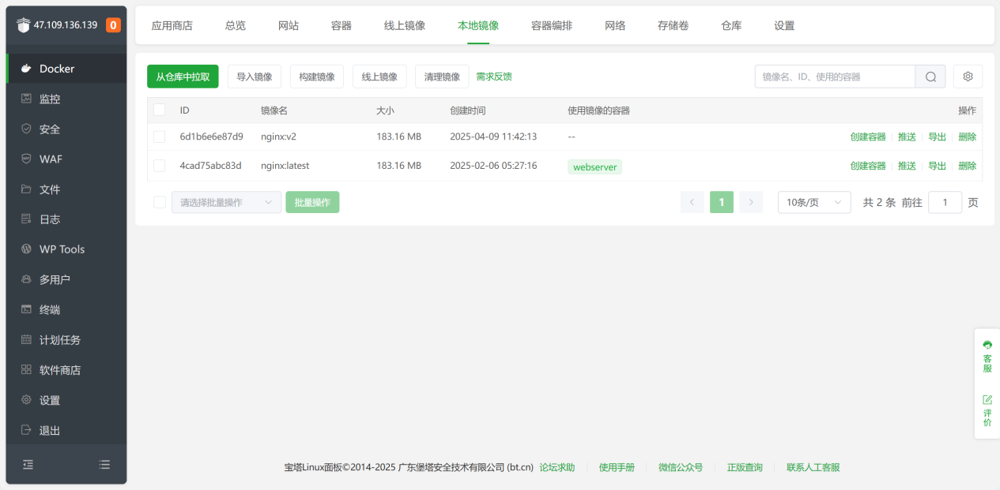 47.109.136.139 0
Docker
监控
安全
WAF
文件
日志
WP Tools
多用户
终端
计划任务
软件商店
设置
退出
应用商店 总览 网站 容器 线上镜像 本地镜像 容器编排 网络 存储卷 仓库 设置
从仓库中拉取 导入镜像 构建镜像 线上镜像 清理镜像 需求反馈 镜像名、ID、使用的容器
ID 镜像名 大小 创建时间 使用镜像的容器 操作
6d1b6e6e87d9 nginx:v2 183.16 MB 2025-04-09 11:42:13 -- 创建容器 推送 导出 删除
4cad75abc83d nginx:latest 183.16 MB 2025-02-06 05:27:16 webserver 创建容器 推送 导出 删除
请选择批量操作 批量操作 1 10条/页 共 2 条 前往 1 页
客服
评价
宝塔Linux面板©2014-2025 广东堡塔安全技术有限公司 (bt.cn) 论坛求助 使用手册 微信公众号 正版查询 联系人工客服